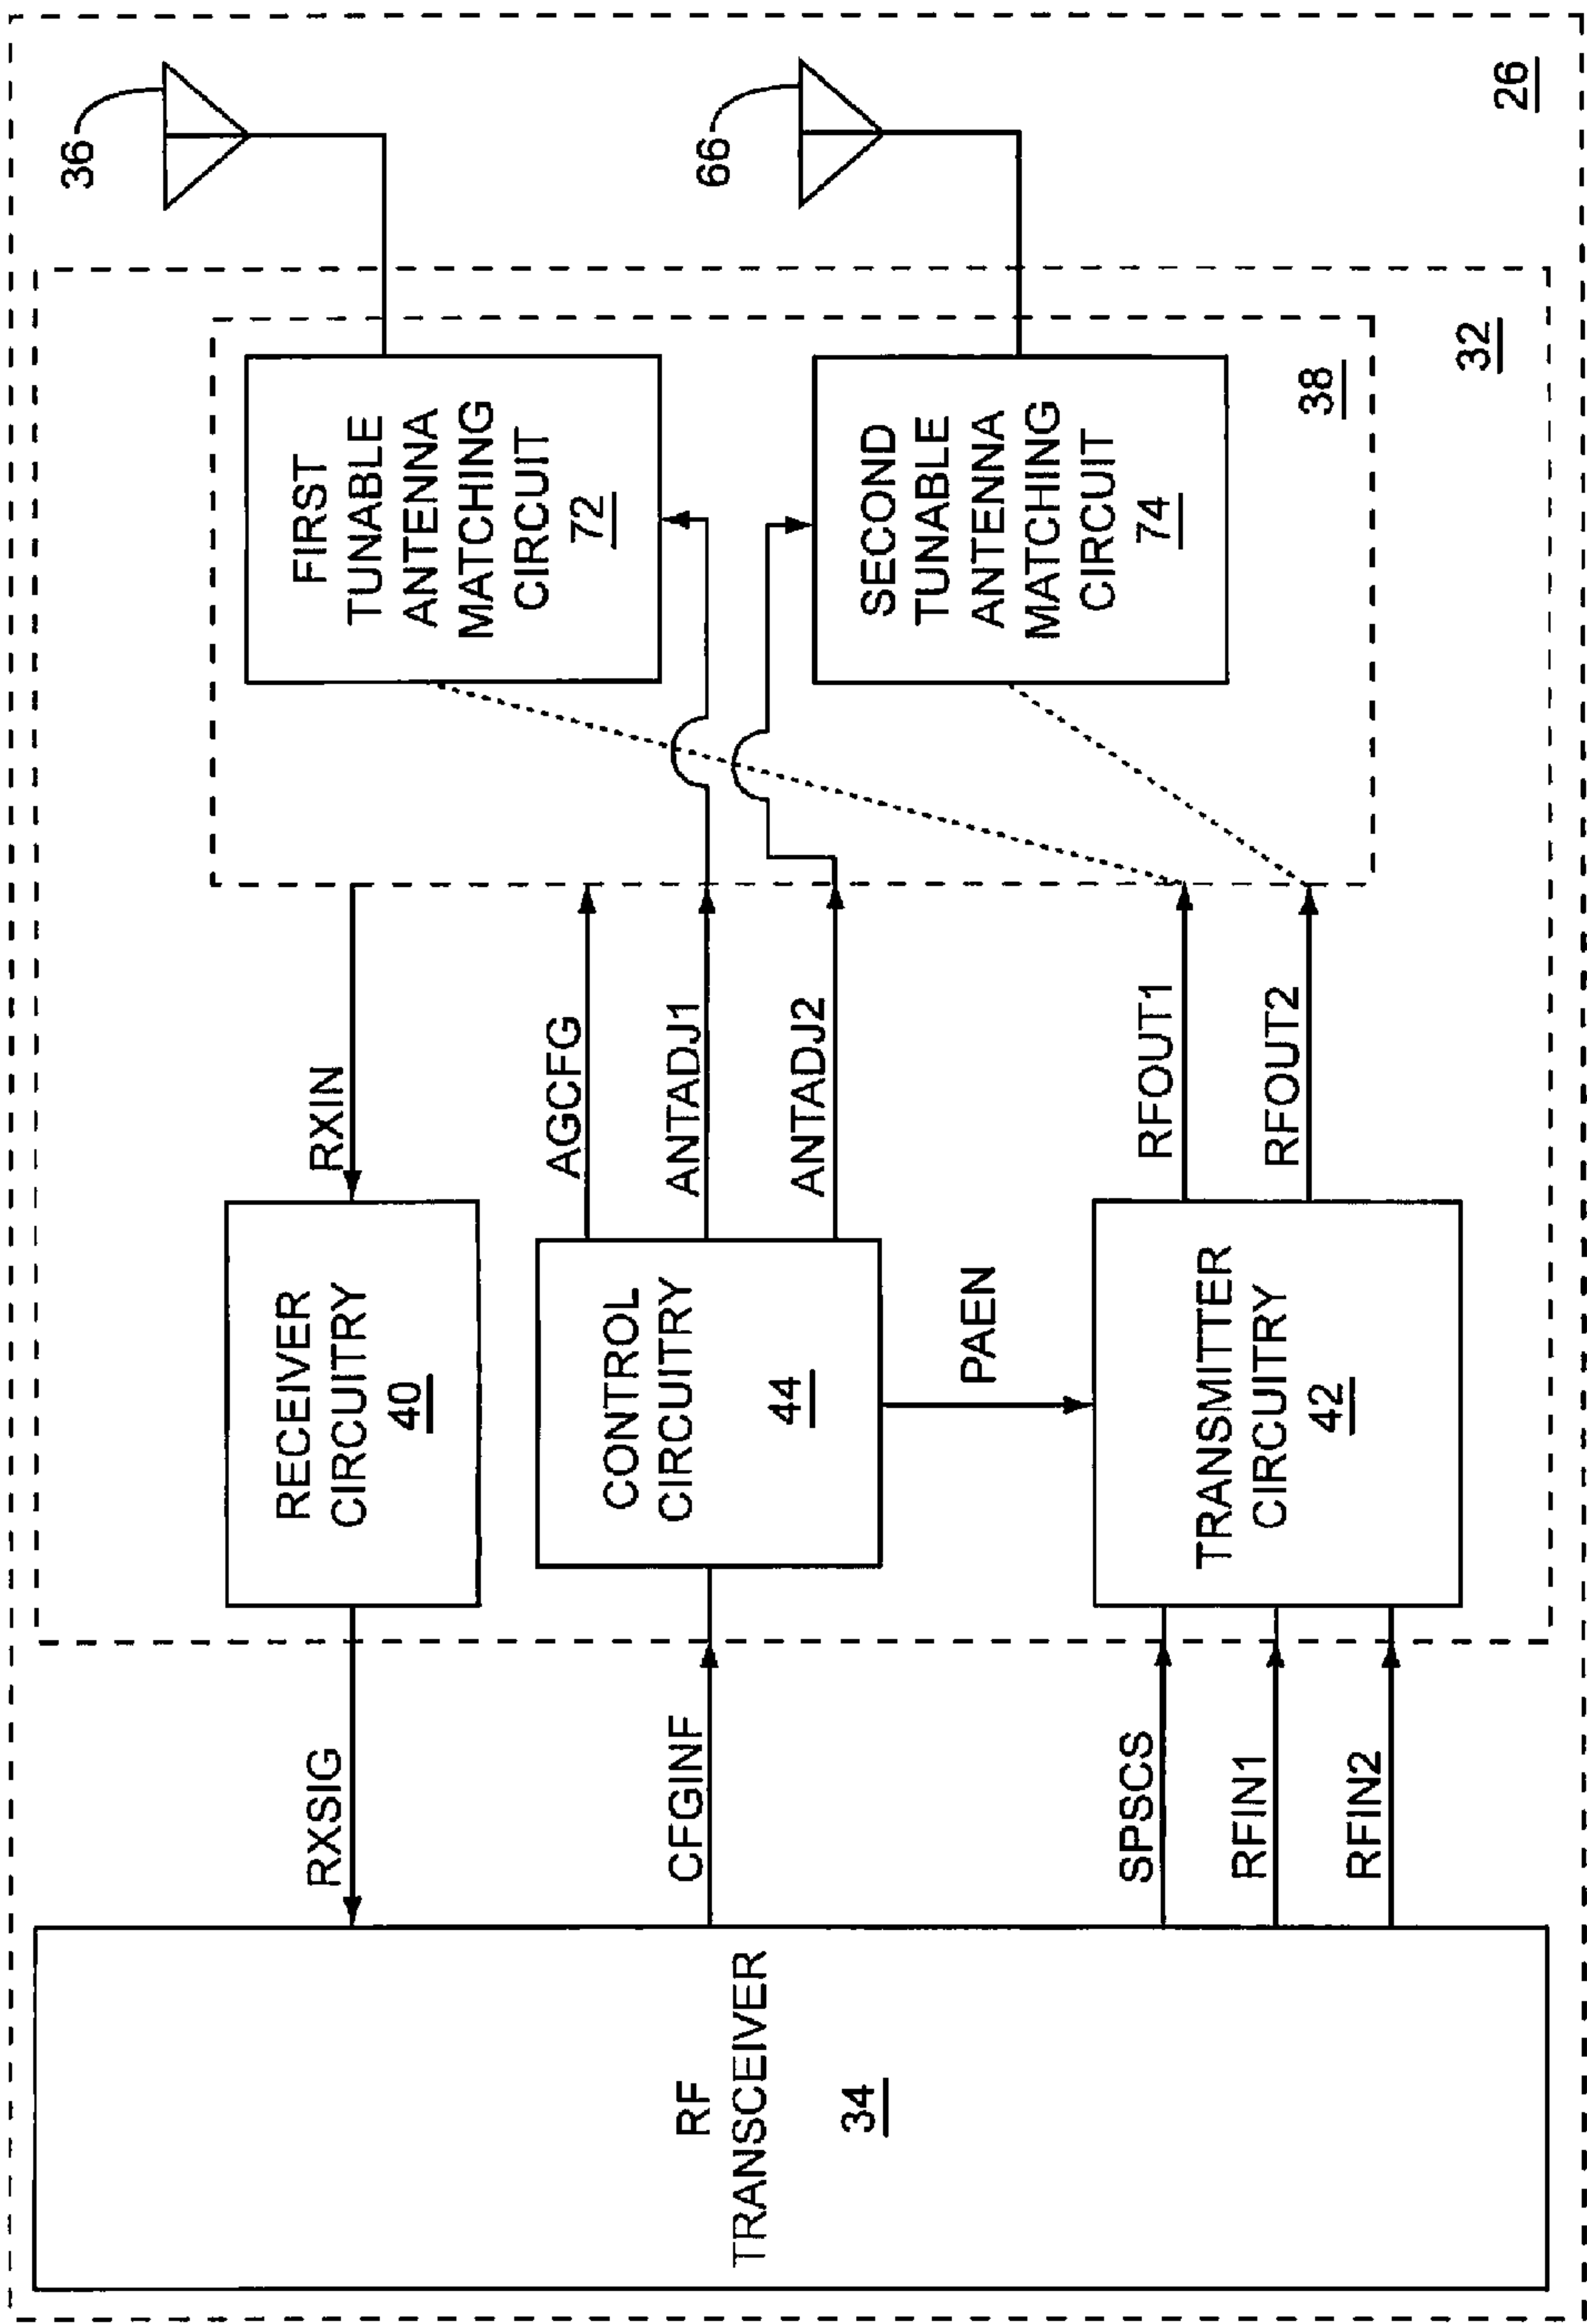 RF
TRANSCEIVER
34
RXSIG
CFGINF
SPSCS
RFIN1
RFIN2
RECEIVER
CIRCUITRY
40
CONTROL
CIRCUITRY
44
PAEN
TRANSMITTER
CIRCUITRY
42
RXIN
AGCFG
ANTADJ1
ANTADJ2
RFOUT1
RFOUT2
FIRST
TUNABLE
ANTENNA
MATCHING
CIRCUIT
72
SECOND
TUNABLE
ANTENNA
MATCHING
CIRCUIT
74
38
32
36
66
26